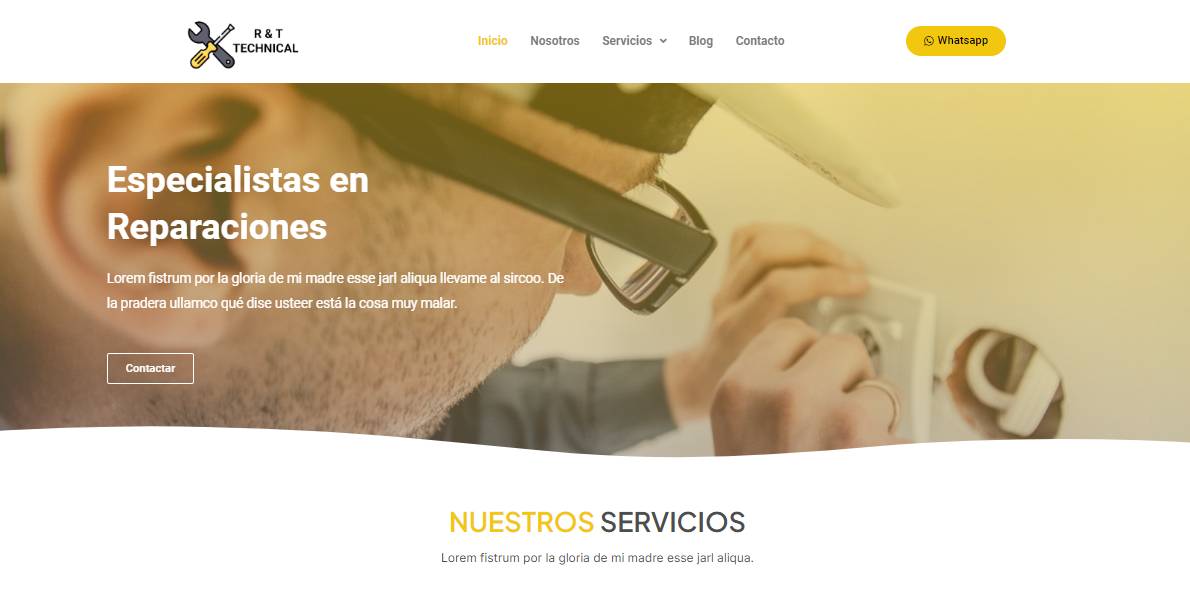 R & T
TECHNICAL
Inicio
Nosotros
Servicios
Blog
Contacto
Whatsapp
Especialistas en
Reparaciones
Lorem fistrum por la gloria de mi madre esse jarl aliqua llevame al sircoo. De
la pradera ullamco qué dise usteer está la cosa muy malar.
Contactar
NUESTROS SERVICIOS
Lorem fistrum por la gloria de mi madre esse jarl aliqua.